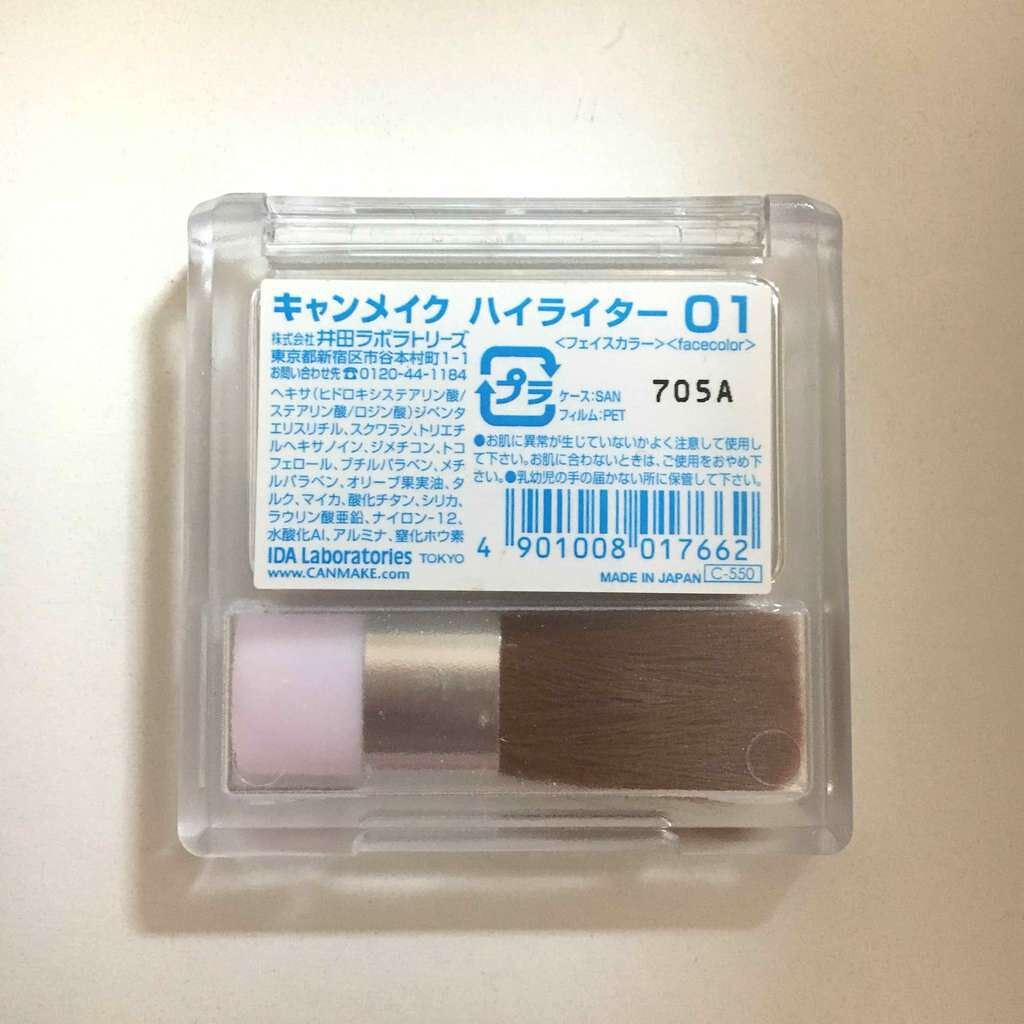 キャンメイク ハイライター 01
株式会社 井田ラボラトリーズ
東京都新宿区市谷本村町1-1
お問い合わせ先☎0120-44-1184
<フェイスカラー><facecolor>
プラ
ケース:SAN
フィルム:PET
705A
ヘキサ(ヒドロキシステアリン酸/
ステアリン酸/ロジン酸)ジペンタ
エリスリチル、スクワラン、トリエチ
ルヘキサノイン、ジメチコン、トコ
フェロール、ブチルパラベン、メチ
ルパラベン、オリーブ果実油、タ
ルク、マイカ、酸化チタン、シリカ、
ラウリン酸亜鉛、ナイロン-12、
水酸化Al、アルミナ、窒化ホウ素
IDA Laboratories TOKYO
www.CANMAKE.com
●お肌に異常が生じていないかよく注意して使用し
て下さい。お肌に合わないときは、ご使用をおやめ下
さい。●乳幼児の手の届かない所に保管して下さい。
4 901008 017662
MADE IN JAPAN C-550